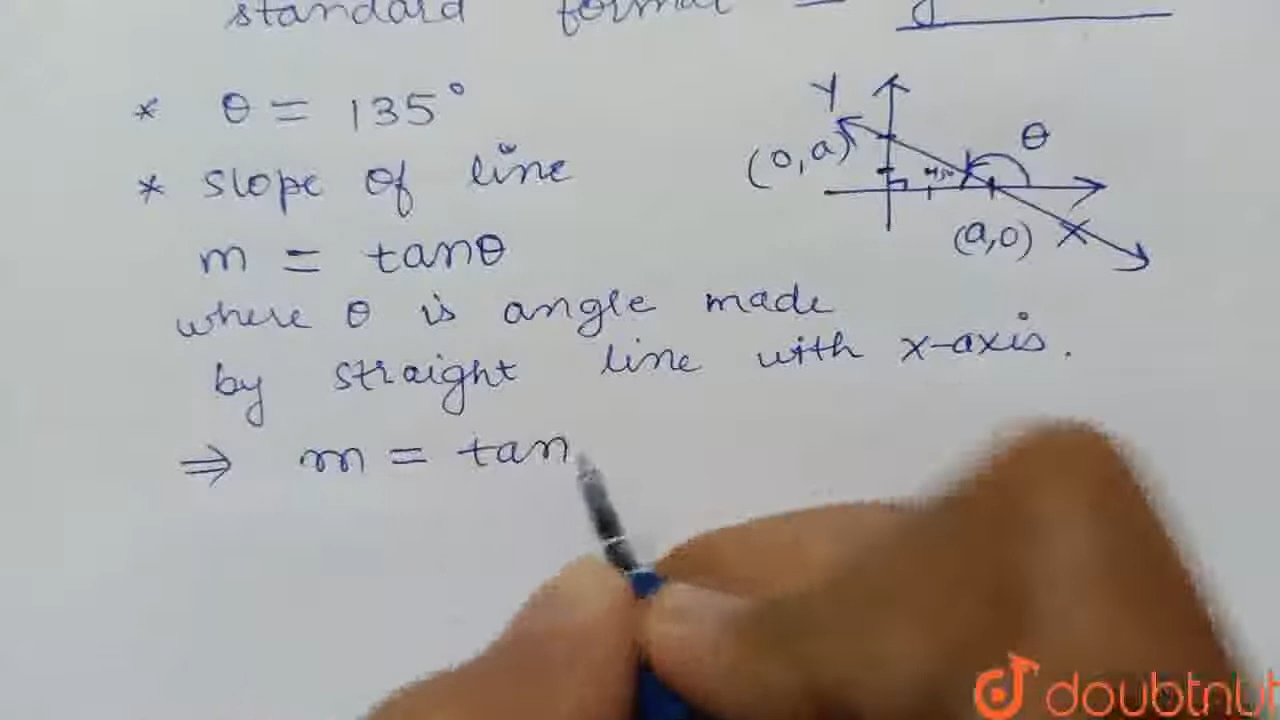 standard format =
* θ = 135°
* slope of line
m = tanθ
where θ is angle made
by straight line with x-axis.
⇒ m = tan
Y
θ
(0,a)
45°
(a,0)
X
doubtnut